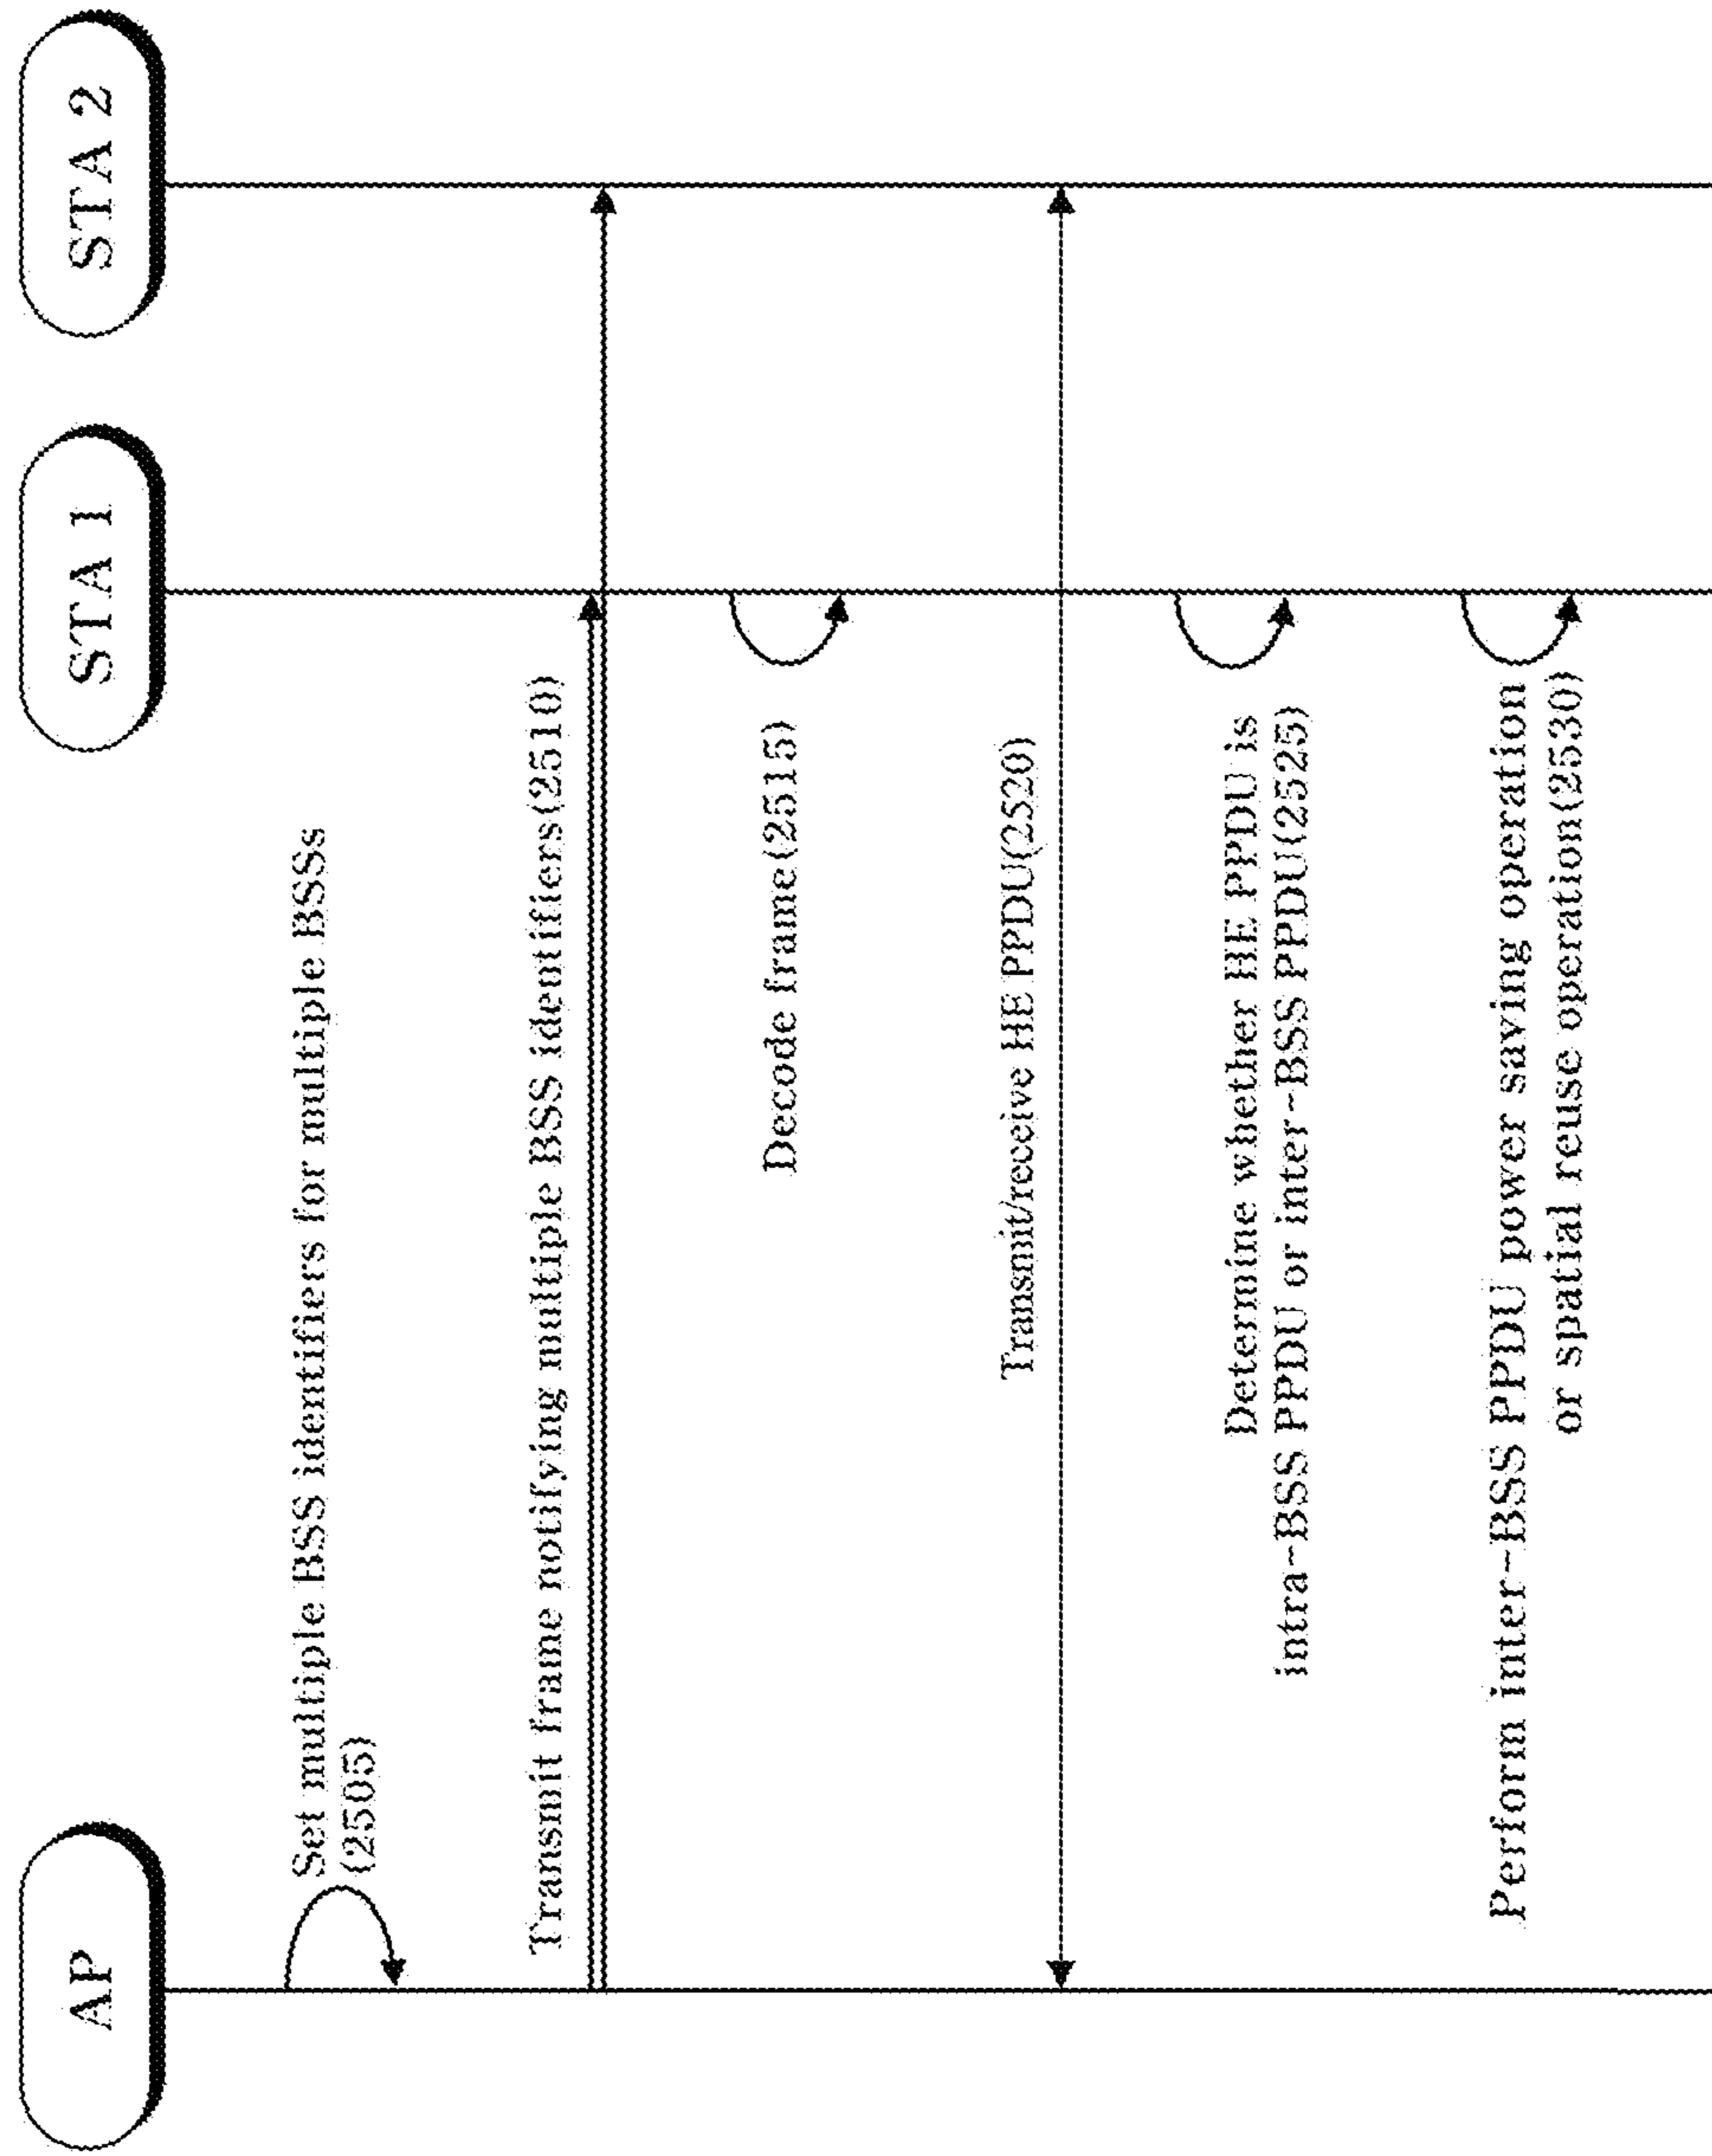 AP
STA 1
STA 2
Set multiple BSS identifiers for multiple BSSs
(2505)
Transmit frame notifying multiple BSS identifiers(2510)
Decode frame(2515)
Transmit/receive HE PPDU(2520)
Determine whether HE PPDU is
intra-BSS PPDU or inter-BSS PPDU(2525)
Perform inter-BSS PPDU power saving operation
or spatial reuse operation(2530)